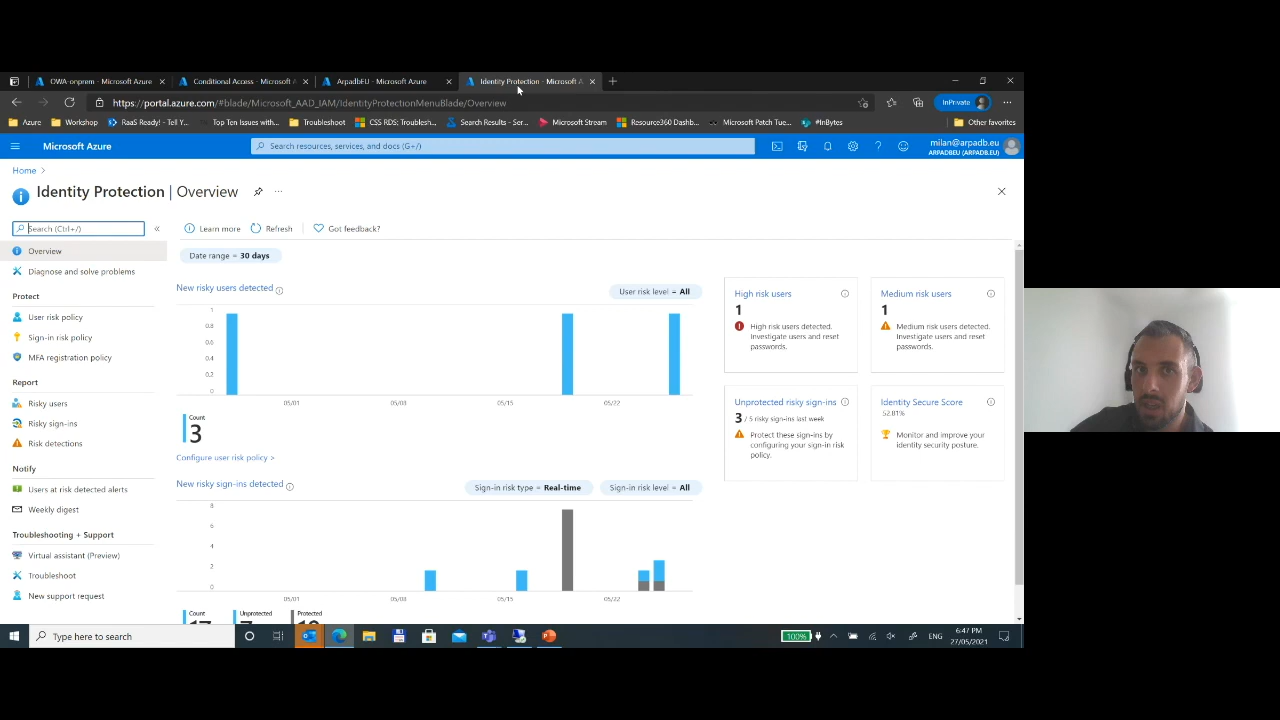 OWA-onprem - Microsoft Azure
Conditional Access - Microsoft A
ArpadbEU - Microsoft Azure
Identity Protection - Microsoft A
https://portal.azure.com/#blade/Microsoft_AAD_IAM/IdentityProtectionMenuBlade/Overview
InPrivate
Azure
Workshop
RaaS Ready! - Tell Y...
Top Ten Issues with...
Troubleshoot
CSS RDS: Troublesh...
Search Results - Ser...
Microsoft Stream
Resource360 Dashb...
Microsoft Patch Tue...
#InBytes
Other favorites
Microsoft Azure
Search resources, services, and docs (G+/)
milan@arpadb.eu
ARPADBEU (ARPADB.EU)
Home >
Identity Protection | Overview
Search (Ctrl+/)
Overview
Diagnose and solve problems
Protect
User risk policy
Sign-in risk policy
MFA registration policy
Report
Risky users
Risky sign-ins
Risk detections
Notify
Users at risk detected alerts
Weekly digest
Troubleshooting + Support
Virtual assistant (Preview)
Troubleshoot
New support request
Learn more
Refresh
Got feedback?
Date range = 30 days
New risky users detected
User risk level = All
1
0.8
0.6
0.4
0.2
0
05/01
05/08
05/15
05/22
Count
3
Configure user risk policy >
New risky sign-ins detected
Sign-in risk type = Real-time
Sign-in risk level = All
8
6
4
2
0
05/01
05/08
05/15
05/22
Count
Unprotected
Protected
High risk users
1
High risk users detected.
Investigate users and reset
passwords.
Medium risk users
1
Medium risk users detected.
Investigate users and reset
passwords.
Unprotected risky sign-ins
3 / 5 risky sign-ins last week
Protect these sign-ins by
configuring your sign-in risk
policy.
Identity Secure Score
52.81%
Monitor and improve your
identity security posture.
Type here to search
100%
ENG
6:47 PM
27/05/2021